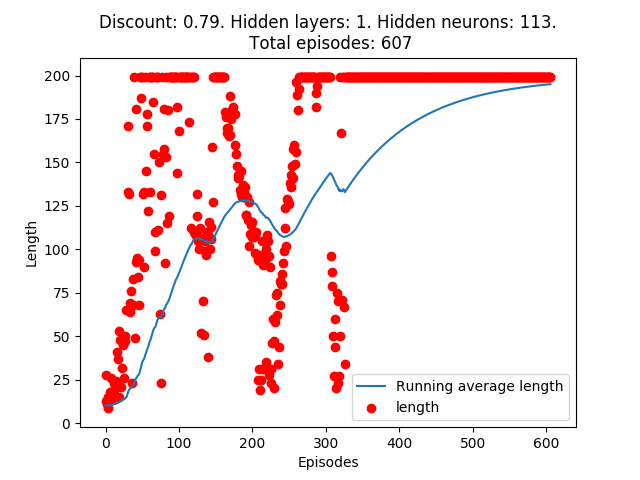 Discount: 0.79. Hidden layers: 1. Hidden neurons: 113.
Total episodes: 607
200
175
150
125
100
75
50
25
0
Length
0 100 200 300 400 500 600
Episodes
Running average length
length